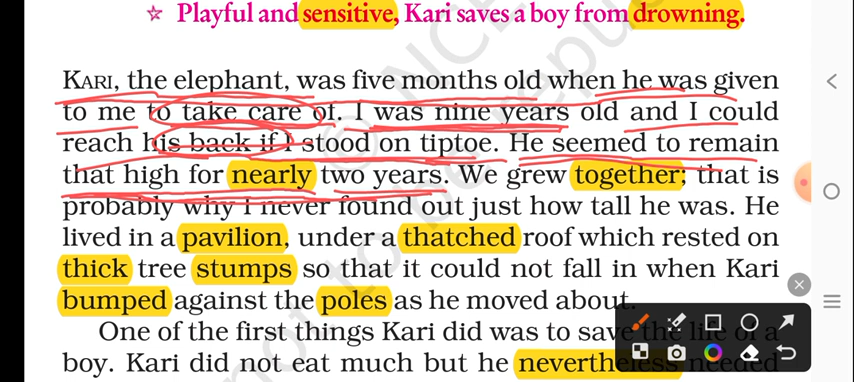 ☆ Playful and sensitive, Kari saves a boy from drowning.
KARI, the elephant, was five months old when he was given
to me to take care of. I was nine years old and I could
reach his back if I stood on tiptoe. He seemed to remain
that high for nearly two years. We grew together; that is
probably why I never found out just how tall he was. He
lived in a pavilion, under a thatched roof which rested on
thick tree stumps so that it could not fall in when Kari
bumped against the poles as he moved about.
One of the first things Kari did was to save the life of a
boy. Kari did not eat much but he nevertheless needed